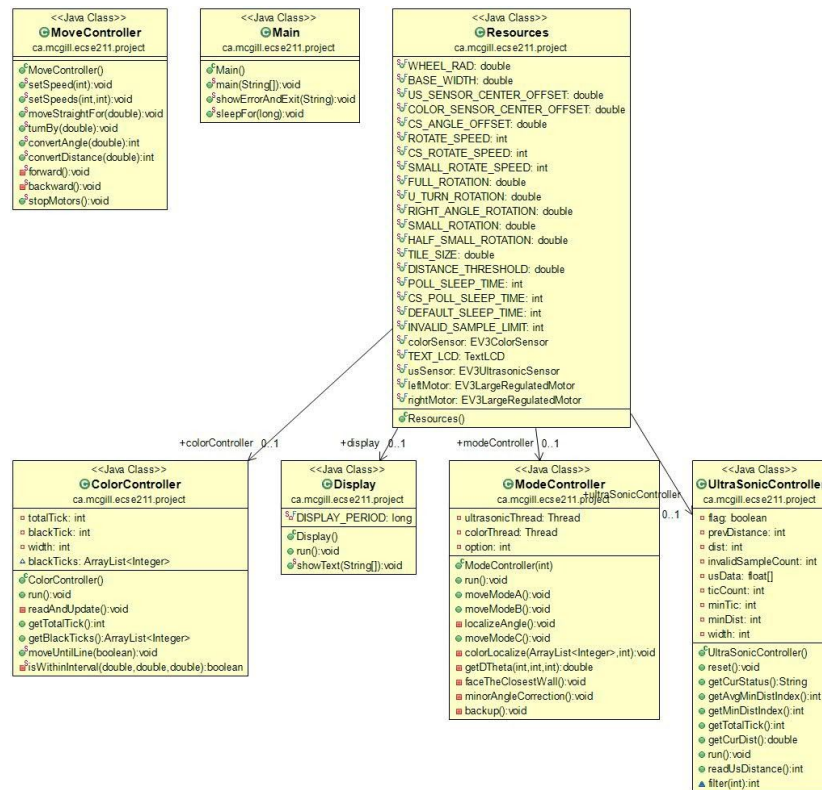 <<Java Class>>
MoveController
ca.mcgill.ecse211.project
MoveController()
setSpeed(int):void
setSpeeds(int,int):void
moveStraightFor(double):void
turnBy(double):void
convertAngle(double):int
convertDistance(double):int
forward():void
backward():void
stopMotors():void
<<Java Class>>
Main
ca.mcgill.ecse211.project
Main()
main(String[]):void
showErrorAndExit(String):void
sleepFor(long):void
<<Java Class>>
Resources
ca.mcgill.ecse211.project
WHEEL_RAD: double
BASE_WIDTH: double
US_SENSOR_CENTER_OFFSET: double
COLOR_SENSOR_CENTER_OFFSET: double
CS_ANGLE_OFFSET: double
ROTATE_SPEED: int
CS_ROTATE_SPEED: int
SMALL_ROTATE_SPEED: int
FULL_ROTATION: double
U_TURN_ROTATION: double
RIGHT_ANGLE_ROTATION: double
SMALL_ROTATION: double
HALF_SMALL_ROTATION: double
TILE_SIZE: double
DISTANCE_THRESHOLD: double
POLL_SLEEP_TIME: int
CS_POLL_SLEEP_TIME: int
DEFAULT_SLEEP_TIME: int
INVALID_SAMPLE_LIMIT: int
colorSensor: EV3ColorSensor
TEXT_LCD: TextLCD
usSensor: EV3UltrasonicSensor
leftMotor: EV3LargeRegulatedMotor
rightMotor: EV3LargeRegulatedMotor
Resources()
+colorController 0..1
+display 0..1
+modeController 0..1
+ultraSonicController
0..1
<<Java Class>>
ColorController
ca.mcgill.ecse211.project
totalTick: int
blackTick: int
width: int
blackTicks: ArrayList<Integer>
ColorController()
run():void
readAndUpdate():void
getTotalTick():int
getBlackTicks():ArrayList<Integer>
moveUntilLine(boolean):void
isWithinInterval(double,double,double):boolean
<<Java Class>>
Display
ca.mcgill.ecse211.project
DISPLAY_PERIOD: long
Display()
run():void
showText(String[]):void
<<Java Class>>
ModeController
ca.mcgill.ecse211.project
ultrasonicThread: Thread
colorThread: Thread
option: int
ModeController(int)
run():void
moveModeA():void
moveModeB():void
localizeAngle():void
moveModeC():void
colorLocalize(ArrayList<Integer>,int):void
getDTheta(int,int,int):double
faceTheClosestWall():void
minorAngleCorrection():void
backup():void
<<Java Class>>
UltraSonicController
ca.mcgill.ecse211.project
flag: boolean
prevDistance: int
dist: int
invalidSampleCount: int
usData: float[]
ticCount: int
minTic: int
minDist: int
width: int
UltraSonicController()
reset():void
getCurStatus():String
getAvgMinDistIndex():int
getMinDistIndex():int
getTotalTick():int
getCurDist():double
run():void
readUsDistance():int
filter(int):int